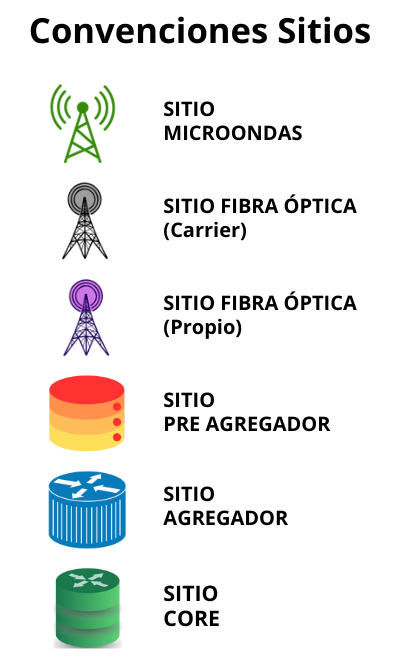 Convenciones Sitios
SITIO
MICROONDAS
SITIO FIBRA ÓPTICA
(Carrier)
SITIO FIBRA ÓPTICA
(Propio)
SITIO
PRE AGREGADOR
SITIO
AGREGADOR
SITIO
CORE